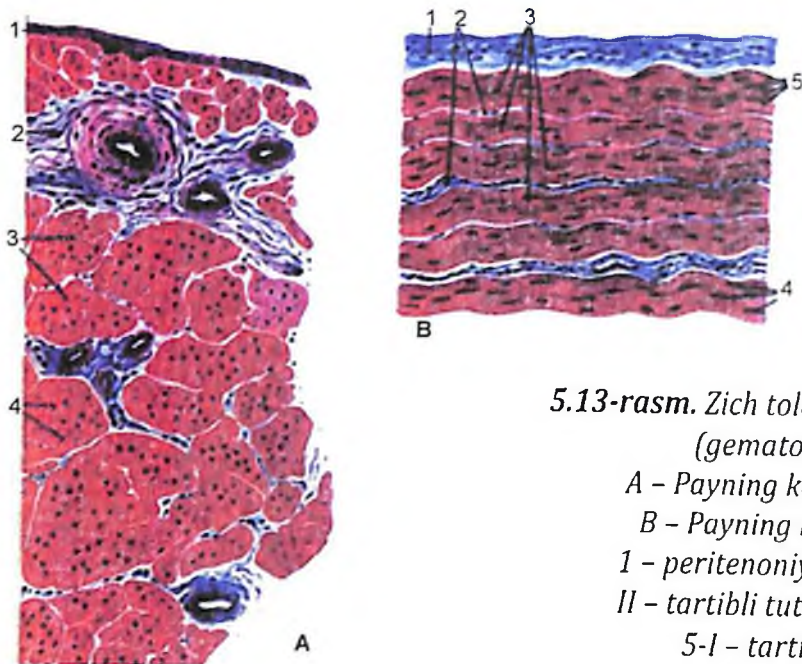 1
2
3
4
A
1 2 3
5
4
B
5.13-rasm. Zich tol
(gemato
A – Payning k
B – Payning
1 – peritenoniy
II – tartibli tut
5-I – tarti